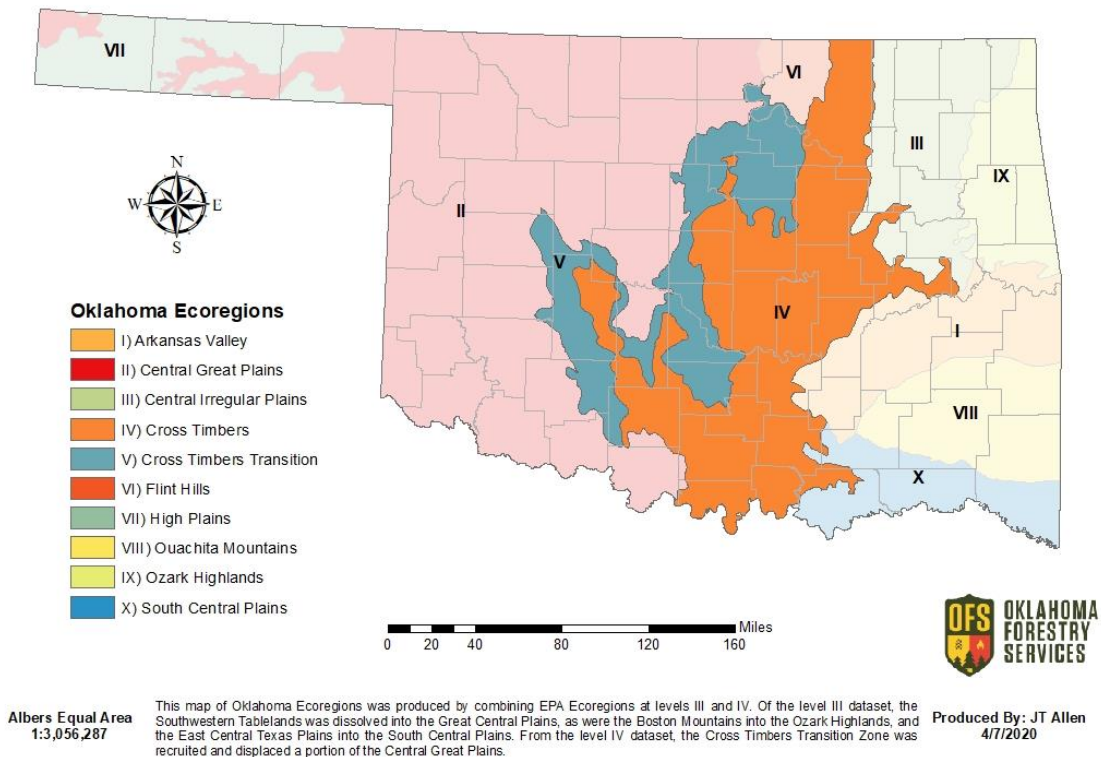 VII
VI
III
IX
II
V
IV
I
VIII
X
N
W E
S
Oklahoma Ecoregions
I) Arkansas Valley
II) Central Great Plains
III) Central Irregular Plains
IV) Cross Timbers
V) Cross Timbers Transition
VI) Flint Hills
VII) High Plains
VIII) Ouachita Mountains
IX) Ozark Highlands
X) South Central Plains
Miles
0 20 40 80 120 160
OFS
OKLAHOMA
FORESTRY
SERVICES
Albers Equal Area
1:3,056,287
This map of Oklahoma Ecoregions was produced by combining EPA Ecoregions at levels III and IV. Of the level III dataset, the
Southwestern Tablelands was dissolved into the Great Central Plains, as were the Boston Mountains into the Ozark Highlands, and
the East Central Texas Plains into the South Central Plains. From the level IV dataset, the Cross Timbers Transition Zone was
recruited and displaced a portion of the Central Great Plains.
Produced By: JT Allen
4/7/2020